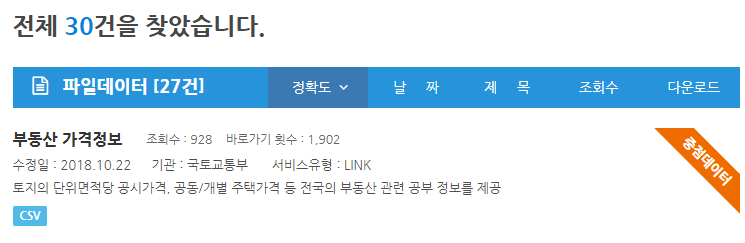 전체 30건을 찾았습니다.
파일데이터 [27건] 정확도 날 짜 제 목 조회수 다운로드
부동산 가격정보 조회수 : 928 바로가기 횟수 : 1,902
수정일 : 2018.10.22 기관 : 국토교통부 서비스유형 : LINK
토지의 단위면적당 공시가격, 공동/개별 주택가격 등 전국의 부동산 관련 공부 정보를 제공
CSV
중점데이터